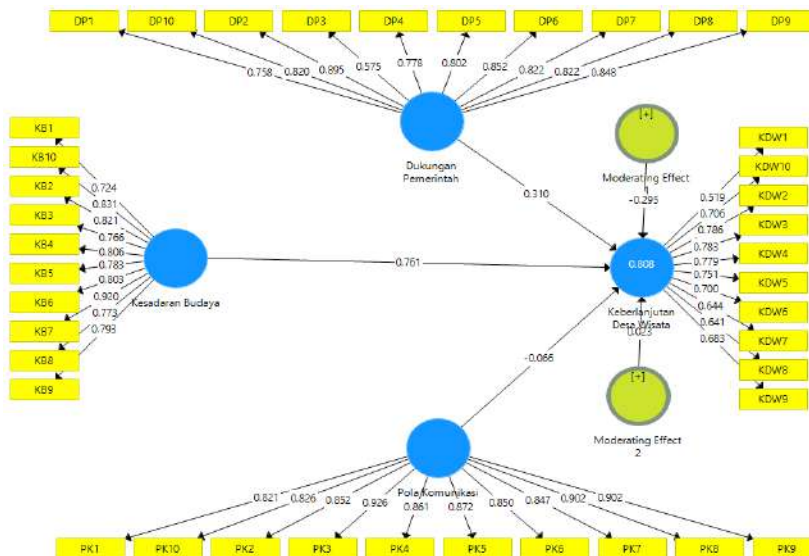 DP1 DP10 DP2 DP3 DP4 DP5 DP6 DP7 DP8 DP9
0.758 0.820 0.895 0.575 0.778 0.802 0.852 0.822 0.822 0.848
Dukungan
Pemerintah
[+]
Moderating Effect
0.310
-0.295
KB1
KB10
KB2
KB3
KB4
KB5
KB6
KB7
KB8
KB9
0.724
0.831
0.821
0.766
0.806
0.783
0.803
0.920
0.773
0.793
Kesadaran Budaya
0.761
0.808
Keberlanjutan
Desa Wisata
0.023
KDW1
KDW10
KDW2
KDW3
KDW4
KDW5
KDW6
KDW7
KDW8
KDW9
0.519
0.706
0.786
0.783
0.779
0.751
0.700
0.644
0.641
0.683
-0.066
[+]
Moderating Effect
2
Pola Komunikasi
0.821 0.826 0.852 0.926 0.861 0.872 0.850 0.847 0.902 0.902
PK1 PK10 PK2 PK3 PK4 PK5 PK6 PK7 PK8 PK9